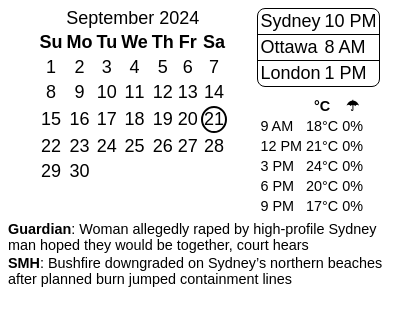 September 2024
Su Mo Tu We Th Fr Sa
1 2 3 4 5 6 7
8 9 10 11 12 13 14
15 16 17 18 19 20 21
22 23 24 25 26 27 28
29 30
Sydney 10 PM
Ottawa 8 AM
London 1 PM
°C ☂
9 AM 18°C 0%
12 PM 21°C 0%
3 PM 24°C 0%
6 PM 20°C 0%
9 PM 17°C 0%
Guardian: Woman allegedly raped by high-profile Sydney
man hoped they would be together, court hears
SMH: Bushfire downgraded on Sydney's northern beaches
after planned burn jumped containment lines